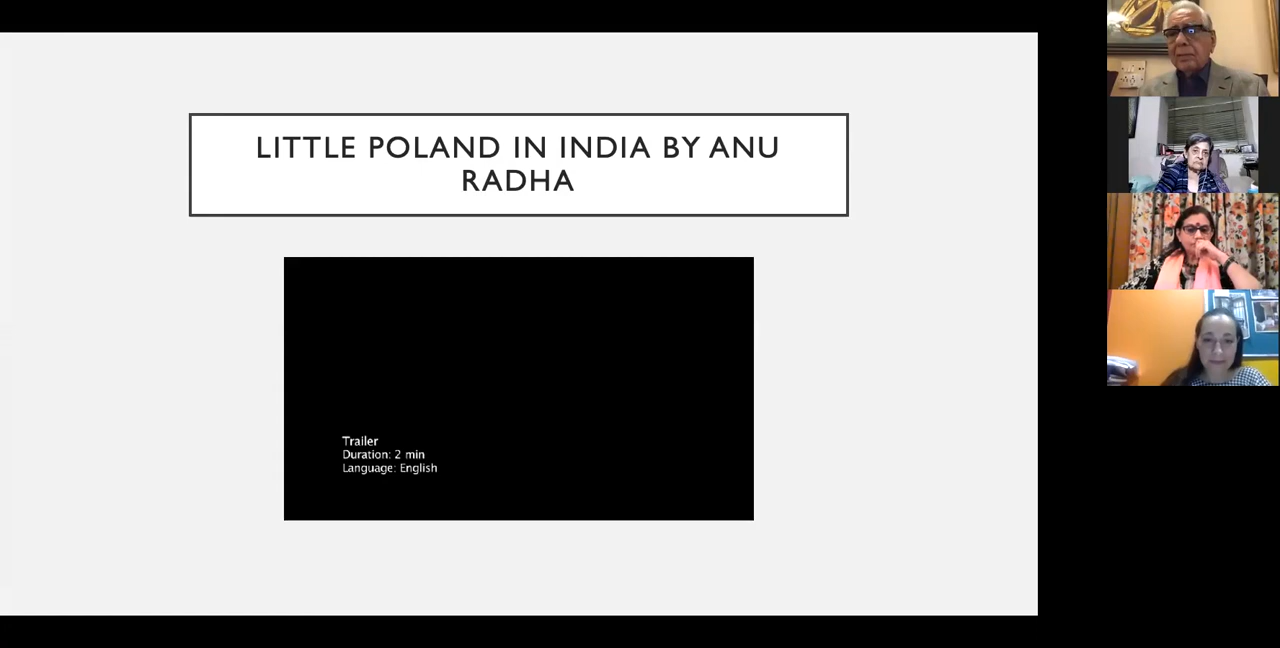 LITTLE POLAND IN INDIA BY ANU
RADHA
Trailer
Duration: 2 min
Language: English